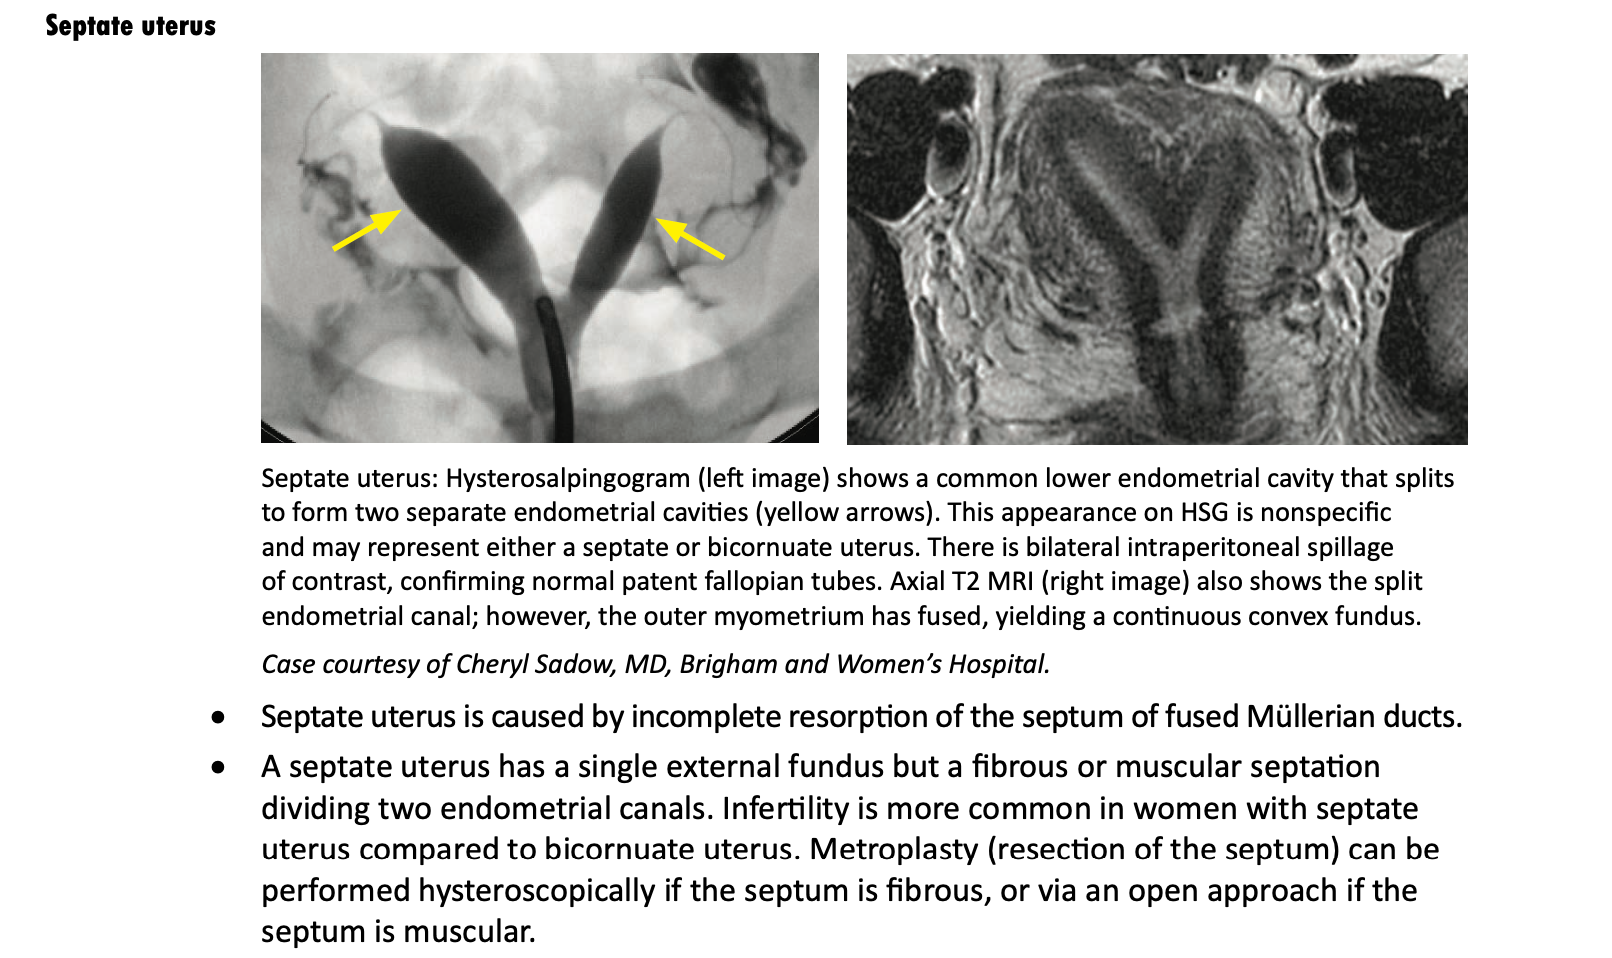 Septate uterus
Septate uterus: Hysterosalpingogram (left image) shows a common lower endometrial cavity that splits
to form two separate endometrial cavities (yellow arrows). This appearance on HSG is nonspecific
and may represent either a septate or bicornuate uterus. There is bilateral intraperitoneal spillage
of contrast, confirming normal patent fallopian tubes. Axial T2 MRI (right image) also shows the split
endometrial canal; however, the outer myometrium has fused, yielding a continuous convex fundus.
Case courtesy of Cheryl Sadow, MD, Brigham and Women’s Hospital.
• Septate uterus is caused by incomplete resorption of the septum of fused Müllerian ducts.
• A septate uterus has a single external fundus but a fibrous or muscular septation
dividing two endometrial canals. Infertility is more common in women with septate
uterus compared to bicornuate uterus. Metroplasty (resection of the septum) can be
performed hysteroscopically if the septum is fibrous, or via an open approach if the
septum is muscular.